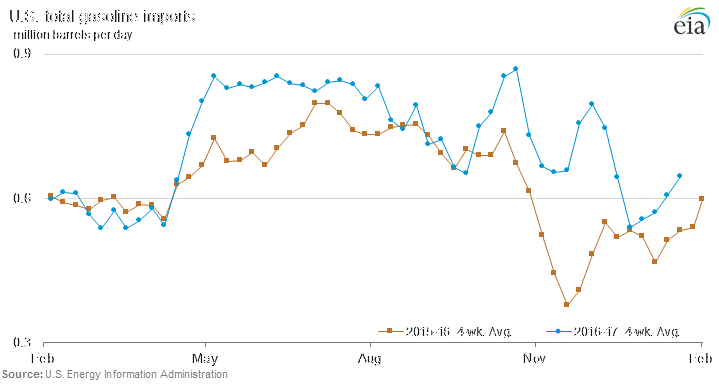 U.S. total gasoline imports
million barrels per day
eia
0.9
0.6
0.3
2015-16 4-wk. Avg. 2016-17 4-wk. Avg.
Feb May Aug Nov Feb
Source: U.S. Energy Information Administration